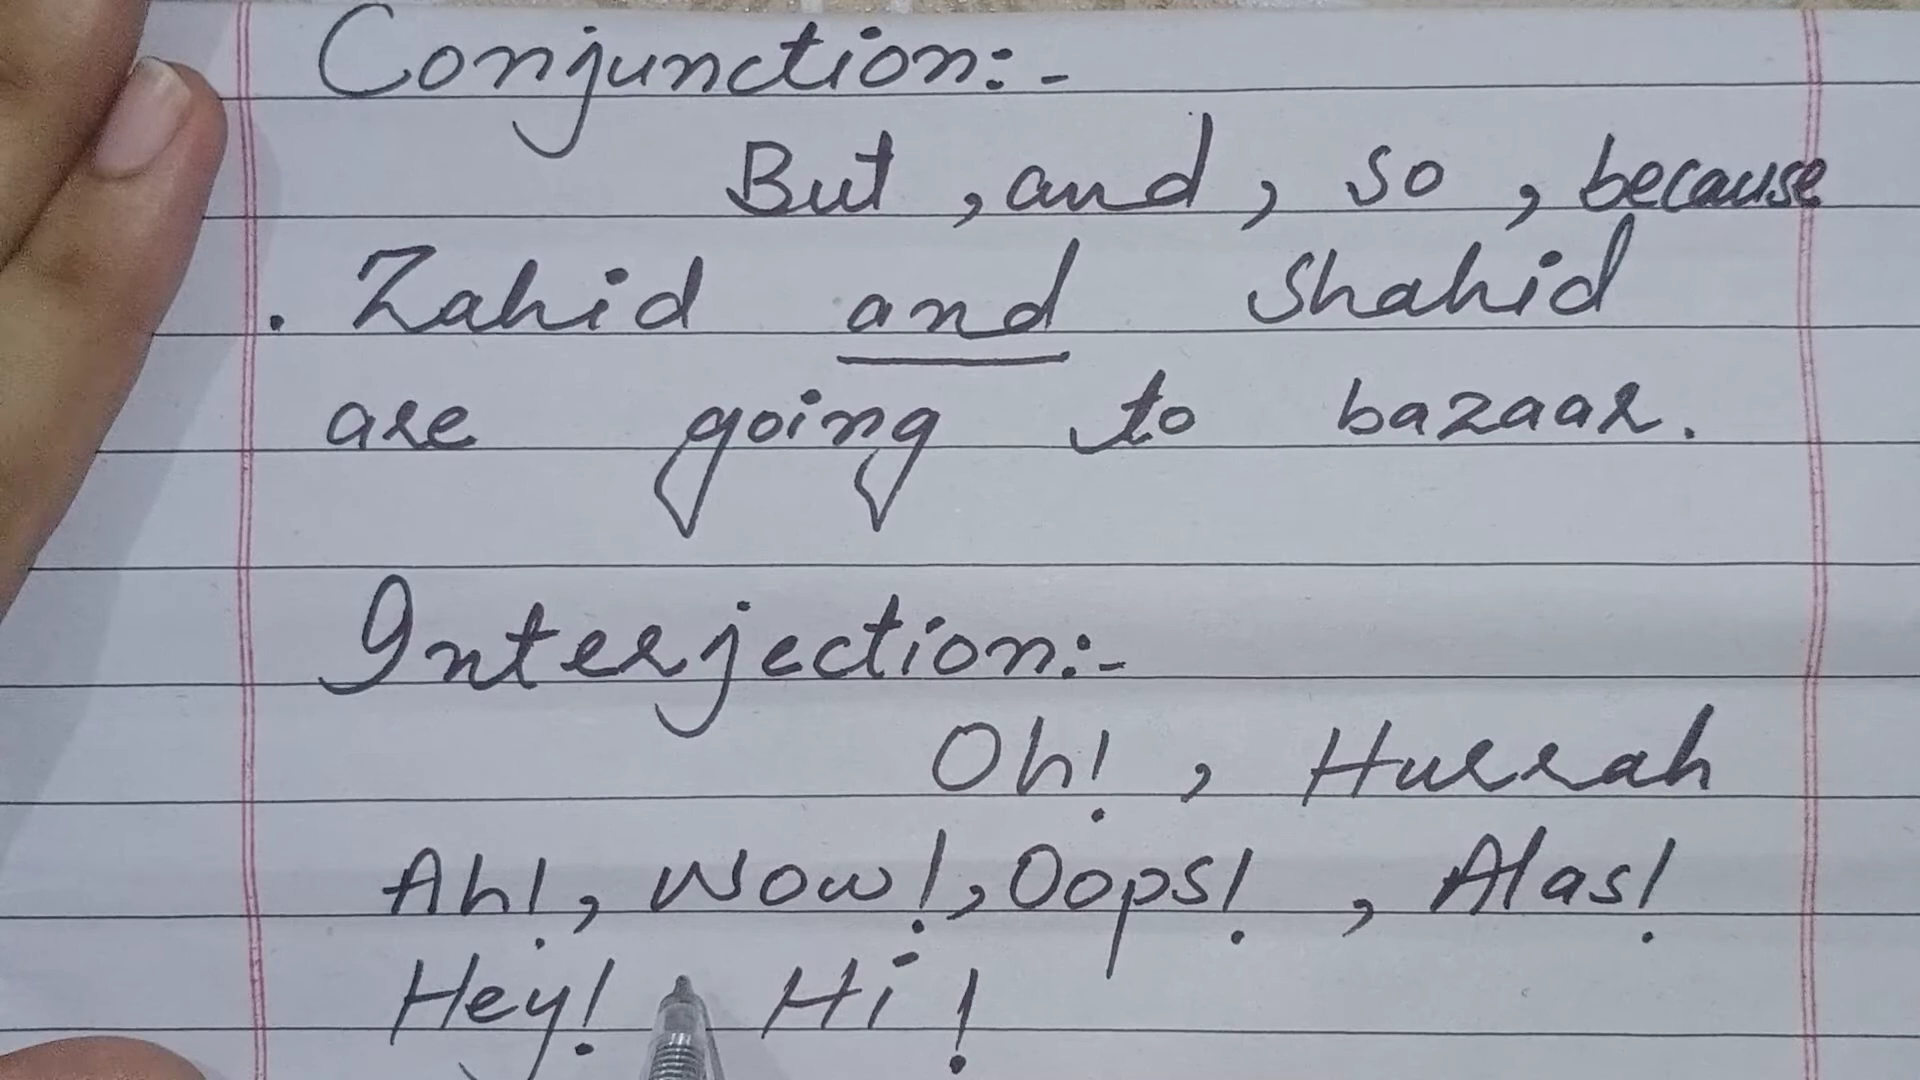 Conjunction:-
But, and, so, because
. Zahid and Shahid
are going to bazaar.
Interjection:-
Oh!, Hurrah
Ah!, Wow!, Oops!, Alas!
Hey! Hi!